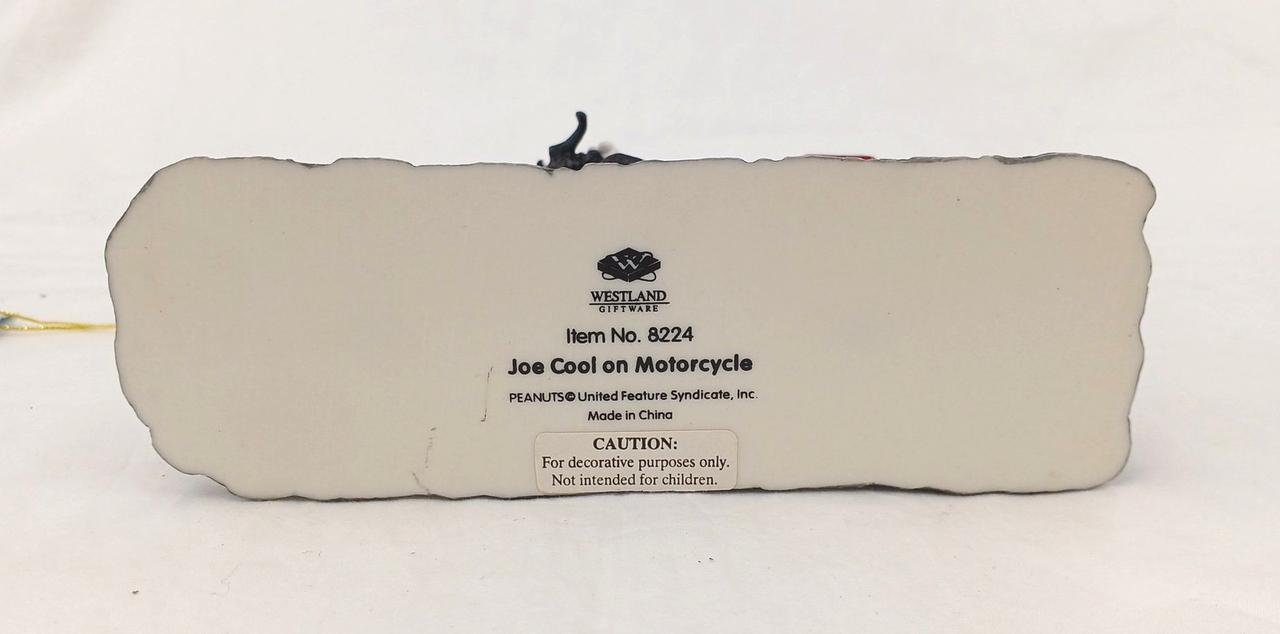 W
WESTLAND
GIFTWARE
Item No. 8224
Joe Cool on Motorcycle
PEANUTS© United Feature Syndicate, Inc.
Made in China
CAUTION:
For decorative purposes only.
Not intended for children.